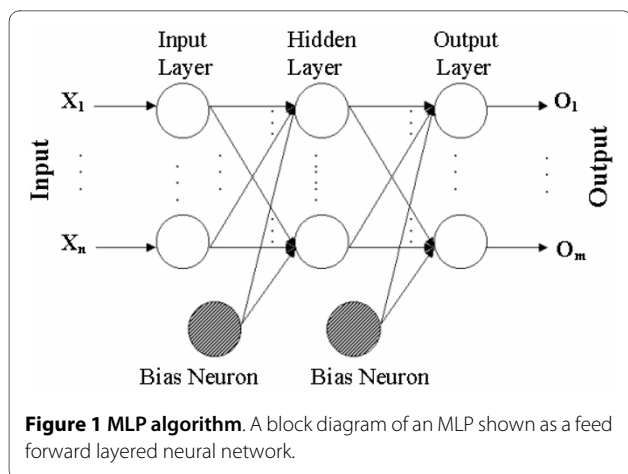 Input Layer
Hidden Layer
Output Layer
X1
O1
Input
Output
Xn
Om
Bias Neuron
Bias Neuron
Figure 1 MLP algorithm. A block diagram of an MLP shown as a feed
forward layered neural network.